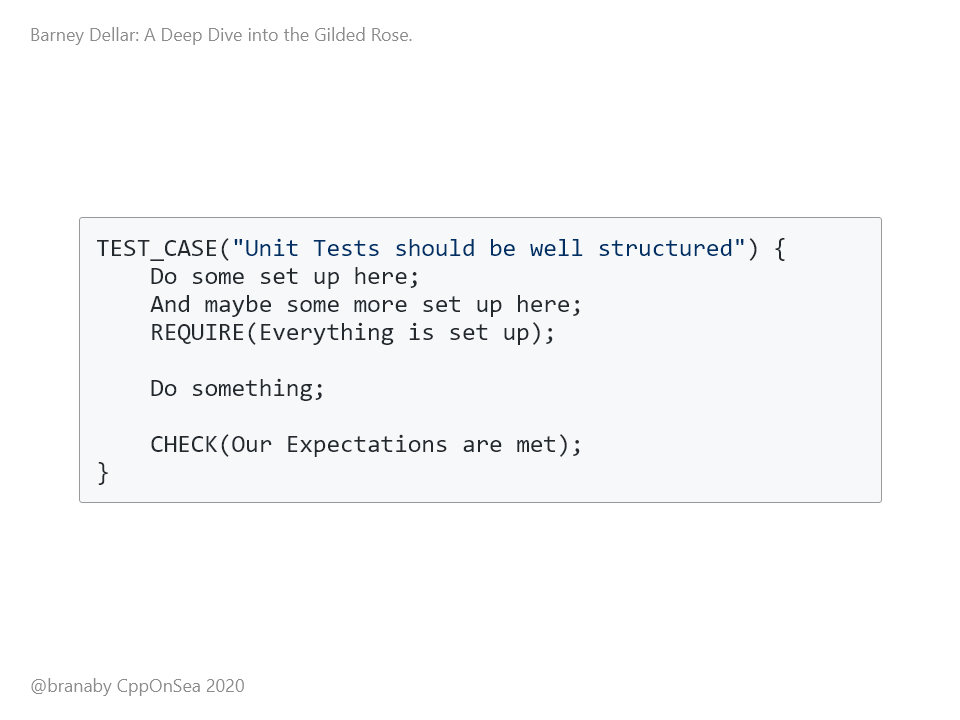 Barney Dellar: A Deep Dive into the Gilded Rose.
TEST_CASE("Unit Tests should be well structured") {
    Do some set up here;
    And maybe some more set up here;
    REQUIRE(Everything is set up);
    Do something;
    CHECK(Our Expectations are met);
}
@branaby CppOnSea 2020